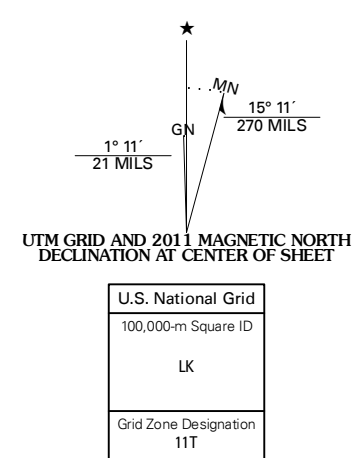 ★
MN
15° 11´
270 MILS
GN
1° 11´
21 MILS
UTM GRID AND 2011 MAGNETIC NORTH
DECLINATION AT CENTER OF SHEET
U.S. National Grid
100,000-m Square ID
LK
Grid Zone Designation
11T